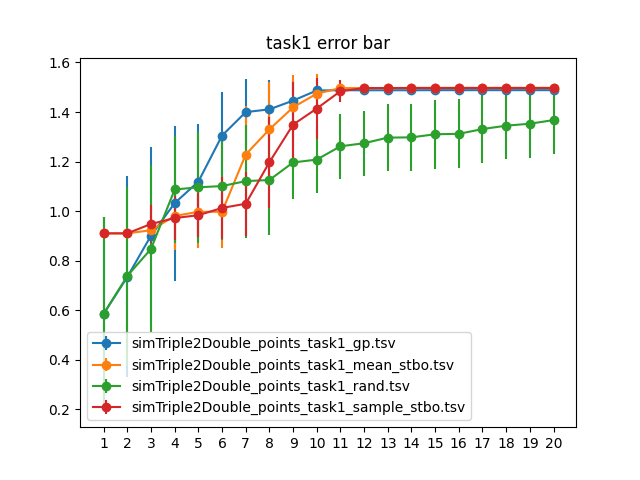 task1 error bar
1.6
1.4
1.2
1.0
0.8
0.6
0.4
0.2
simTriple2Double_points_task1_gp.tsv
simTriple2Double_points_task1_mean_stbo.tsv
simTriple2Double_points_task1_rand.tsv
simTriple2Double_points_task1_sample_stbo.tsv
1 2 3 4 5 6 7 8 9 10 11 12 13 14 15 16 17 18 19 20